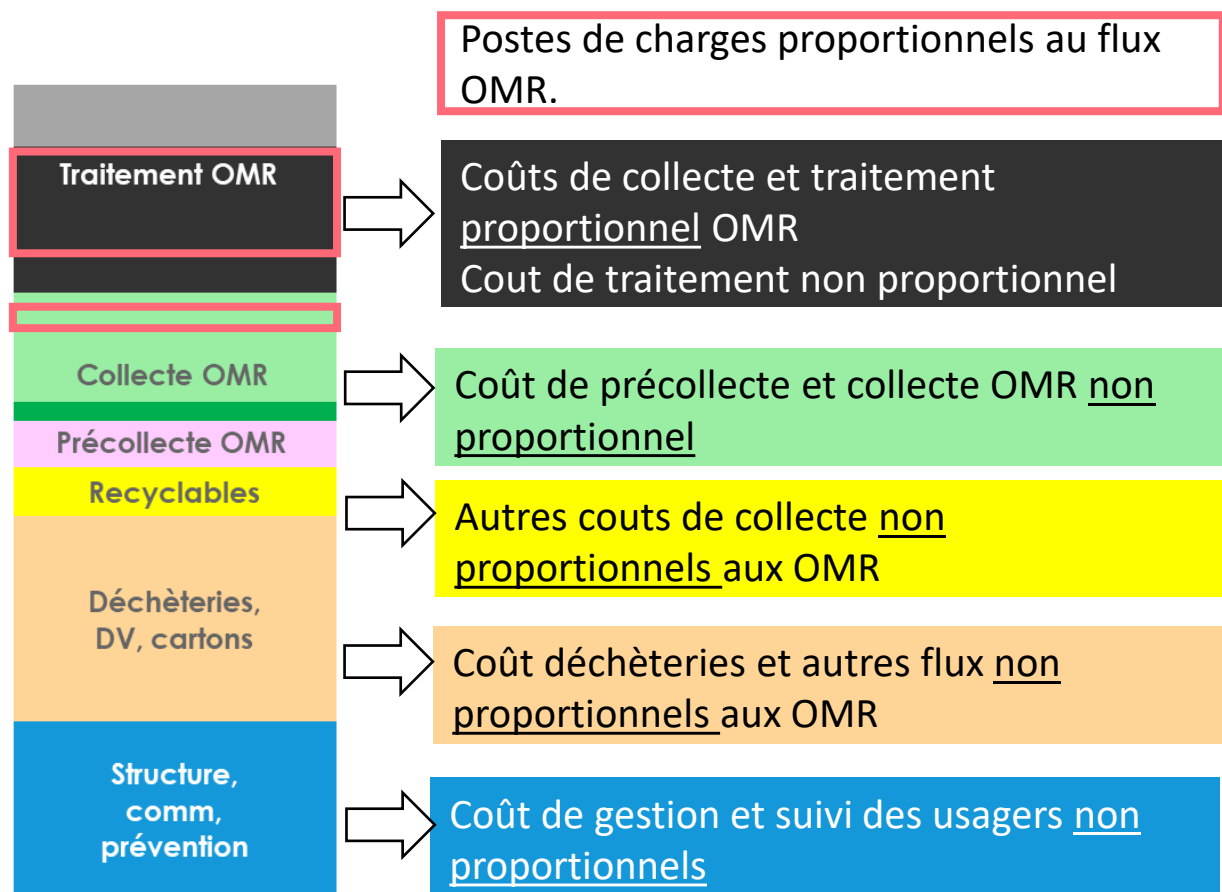 Postes de charges proportionnels au flux
OMR.
Traitement OMR
Coûts de collecte et traitement
proportionnel OMR
Cout de traitement non proportionnel
Collecte OMR
Coût de précollecte et collecte OMR non
proportionnel
Précollecte OMR
Recyclables
Autres couts de collecte non
proportionnels aux OMR
Déchèteries,
DV, cartons
Coût déchèteries et autres flux non
proportionnels aux OMR
Structure,
comm,
prévention
Coût de gestion et suivi des usagers non
proportionnels